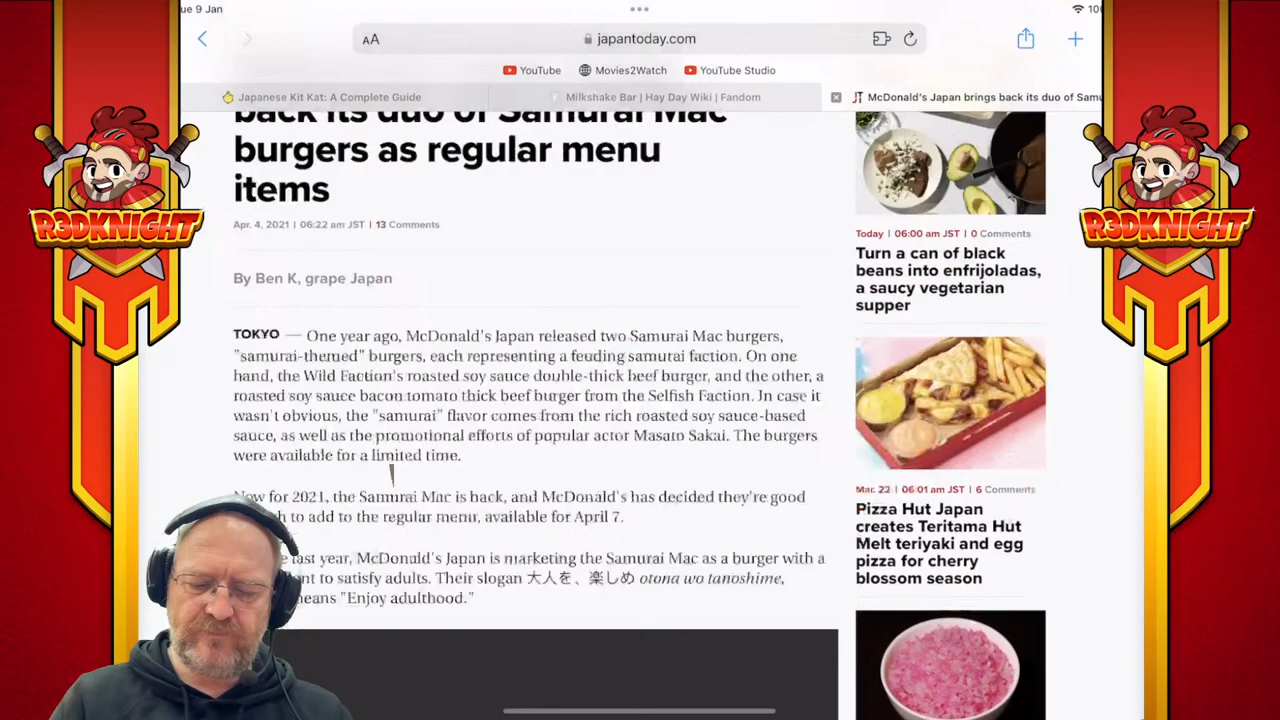 ue 9 Jan
100
AA
japantoday.com
YouTube
Movies2Watch
YouTube Studio
Japanese Kit Kat: A Complete Guide
Milkshake Bar | Hay Day Wiki | Fandom
McDonald's Japan brings back its duo of Samu
back its duo of Samurai Mac
burgers as regular menu
items
Apr. 4, 2021 | 06:22 am JST | 13 Comments
By Ben K, grape Japan
TOKYO — One year ago, McDonald's Japan released two Samurai Mac burgers,
"samurai-themed" burgers, each representing a feuding samurai faction. On one
hand, the Wild Faction's roasted soy sauce double-thick beef burger, and the other, a
roasted soy sauce bacon tomato thick beef burger from the Selfish Faction. In case it
wasn't obvious, the "samurai" flavor comes from the rich roasted soy sauce-based
sauce, as well as the promotional efforts of popular actor Masato Sakai. The burgers
were available for a limited time.
Now for 2021, the Samurai Mac is back, and McDonald's has decided they're good
h to add to the regular menu, available for April 7.
e last year, McDonald's Japan is marketing the Samurai Mac as a burger with a
nt to satisfy adults. Their slogan 大人を、楽しめ otona wo tanoshime,
eans "Enjoy adulthood."
Today | 06:00 am JST | 0 Comments
Turn a can of black
beans into enfrijoladas,
a saucy vegetarian
supper
Mar. 22 | 06:01 am JST | 6 Comments
Pizza Hut Japan
creates Teritama Hut
Melt teriyaki and egg
pizza for cherry
blossom season
R3DKNIGHT
R3DKNIGHT